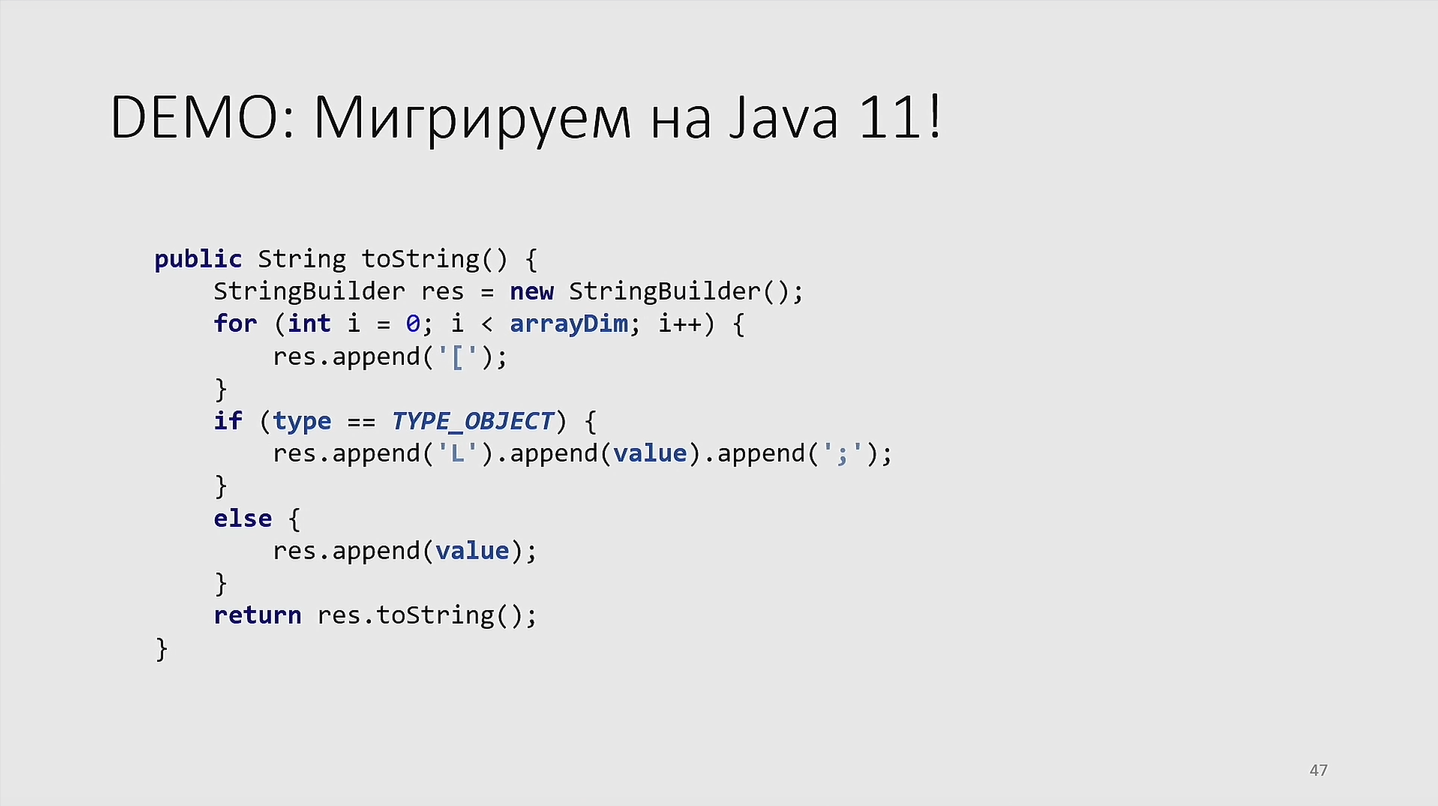 DEMO: Мигрируем на Java 11!
public String toString() {
    StringBuilder res = new StringBuilder();
    for (int i = 0; i < arrayDim; i++) {
        res.append('[');
    }
    if (type == TYPE_OBJECT) {
        res.append('L').append(value).append(';');
    }
    else {
        res.append(value);
    }
    return res.toString();
}
47